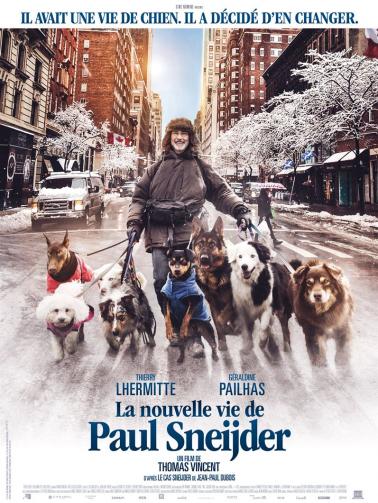 IL AVAIT UNE VIE DE CHIEN. IL A DÉCIDÉ D'EN CHANGER.
THIERRY LHERMITTE
GÉRALDINE PAILHAS
La nouvelle vie de
Paul Sneijder
UN FILM DE
THOMAS VINCENT
D'APRÈS LE CAS SNEIJDER DE JEAN-PAUL DUBOIS